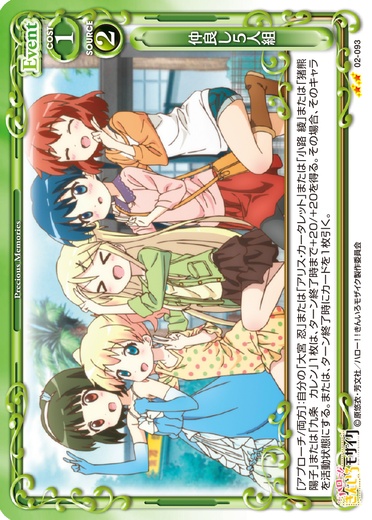 Event
COST
1
SOURCE
2
仲良し5人組
02-093
Precious Memories
[アプローチ/両方]:自分の「大宮 忍」または「アリス・カータレット」または「小路 綾」または「猪熊
陽子」または「九条 カレン」1枚は、ターン終了時まで+20/+20を得る。その場合、そのキャラ
を活動状態にする。または、ターン終了時にカードを1枚引く。
ハロー!!
きんいろモザイク
©原悠衣・芳文社/ハロー!!きんいろモザイク製作委員会